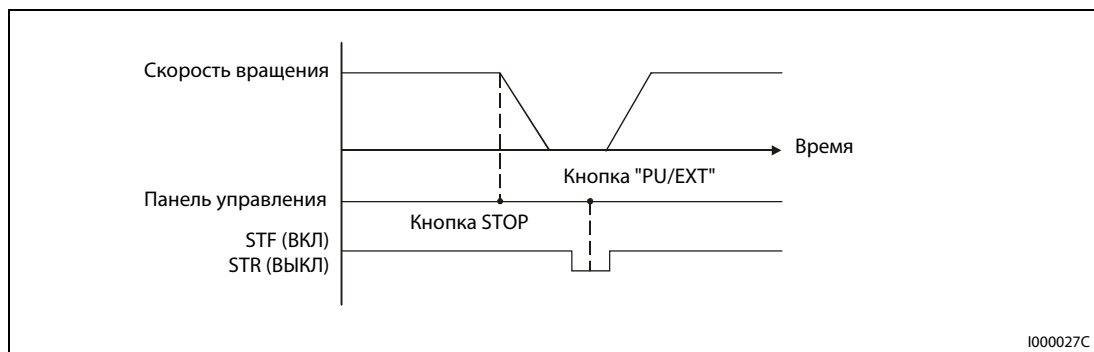 Скорость вращения
Время
Кнопка "PU/EXT"
Панель управления
Кнопка STOP
STF (ВКЛ)
STR (ВЫКЛ)
I000027C